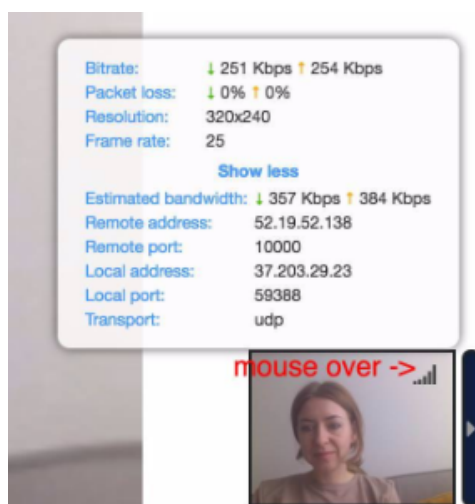 Bitrate: ↓ 251 Kbps ↑ 254 Kbps
Packet loss: ↓ 0% ↑ 0%
Resolution: 320x240
Frame rate: 25
Show less
Estimated bandwidth: ↓ 357 Kbps ↑ 384 Kbps
Remote address: 52.19.52.138
Remote port: 10000
Local address: 37.203.29.23
Local port: 59388
Transport: udp
mouse over ->